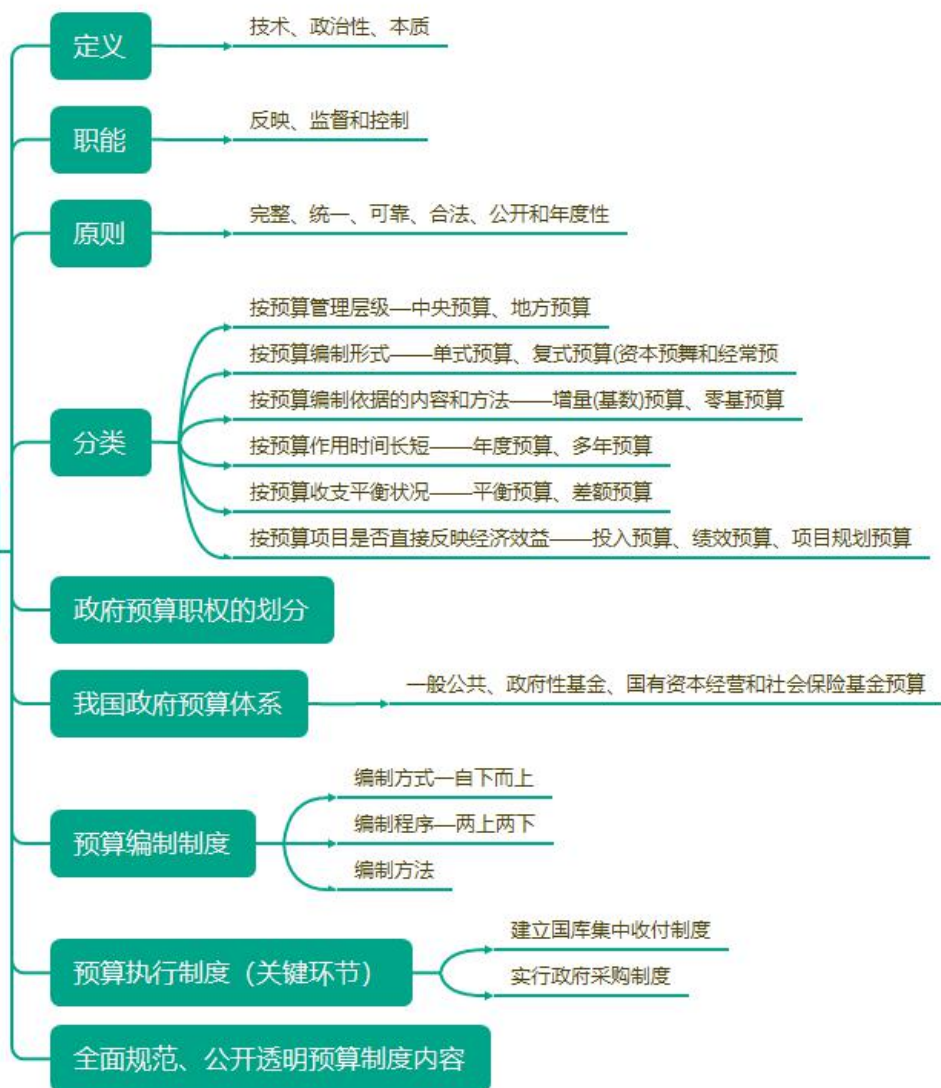 定义
技术、政治性、本质
职能
反映、监督和控制
原则
完整、统一、可靠、合法、公开和年度性
分类
按预算管理层级—中央预算、地方预算
按预算编制形式——单式预算、复式预算(资本预舞和经常预
按预算编制依据的内容和方法——增量(基数)预算、零基预算
按预算作用时间长短——年度预算、多年预算
按预算收支平衡状况——平衡预算、差额预算
按预算项目是否直接反映经济效益——投入预算、绩效预算、项目规划预算
政府预算职权的划分
我国政府预算体系
一般公共、政府性基金、国有资本经营和社会保险基金预算
预算编制制度
编制方式—自下而上
编制程序—两上两下
编制方法
预算执行制度（关键环节）
建立国库集中收付制度
实行政府采购制度
全面规范、公开透明预算制度内容